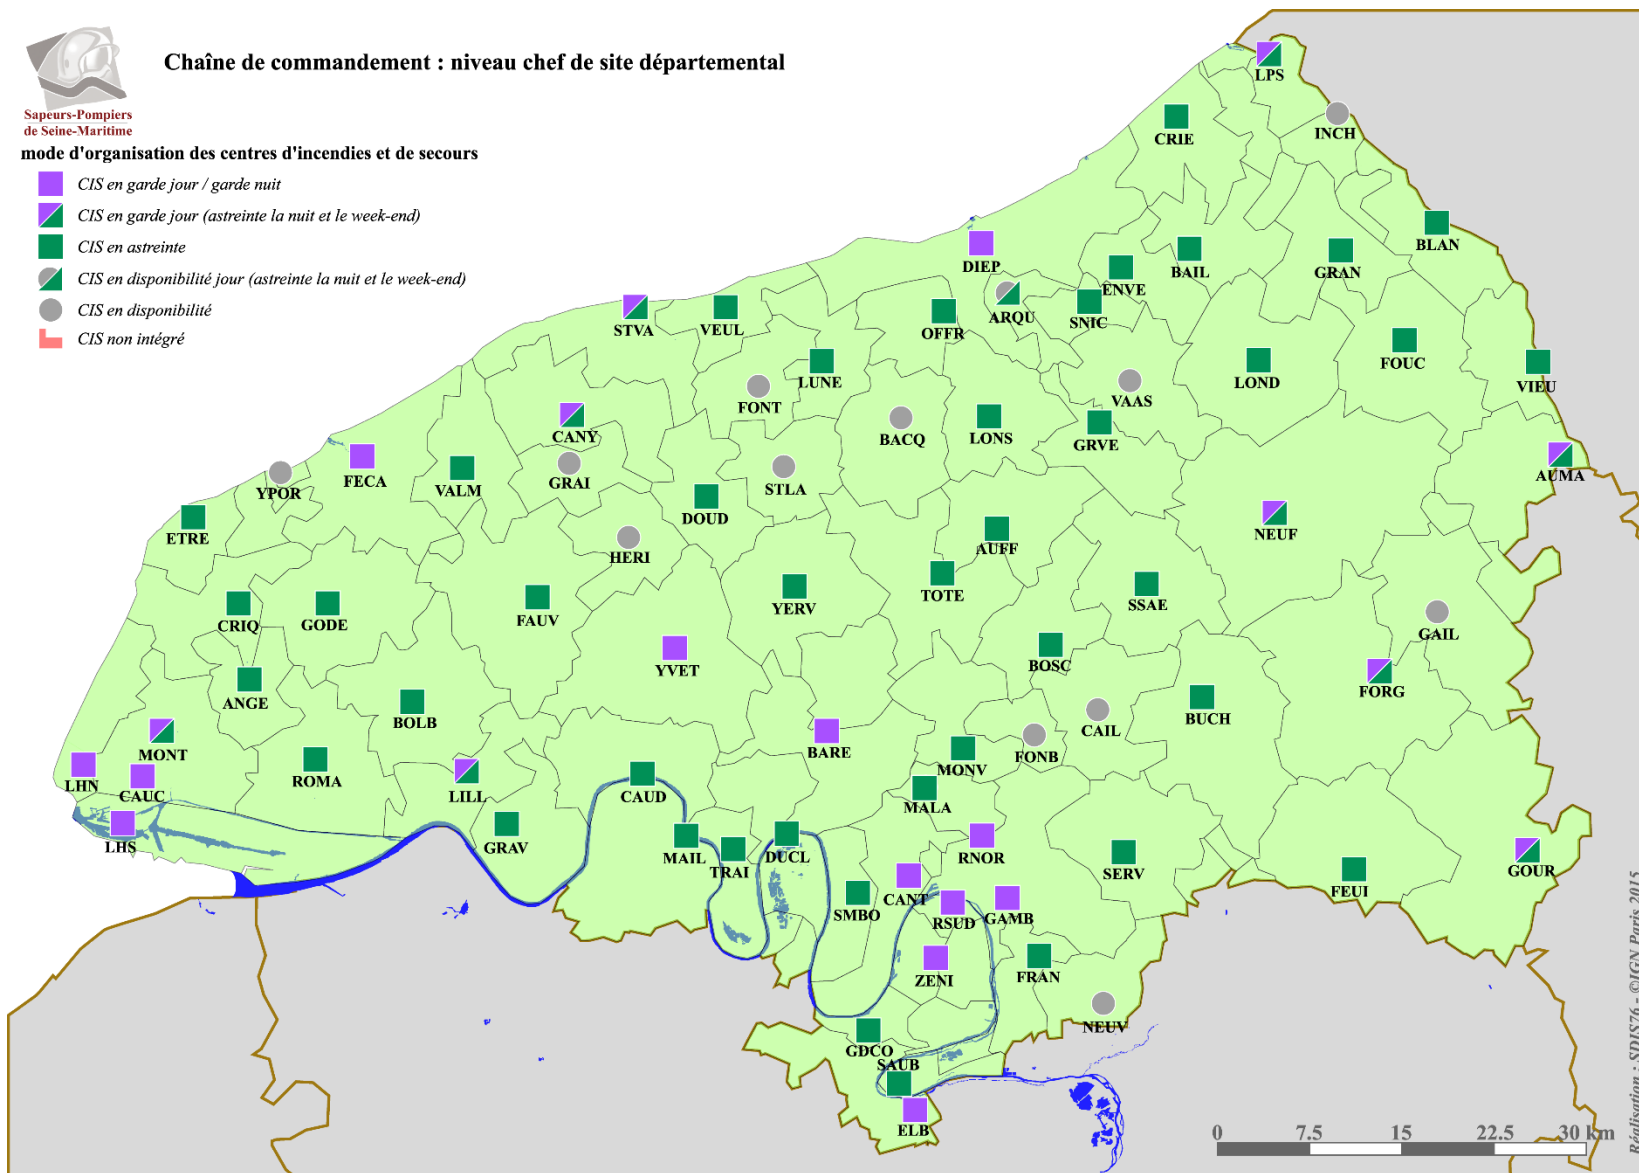 Chaîne de commandement : niveau chef de site départemental
Sapeurs-Pompiers
de Seine-Maritime
mode d'organisation des centres d'incendies et de secours
CIS en garde jour / garde nuit
CIS en garde jour (astreinte la nuit et le week-end)
CIS en astreinte
CIS en disponibilité jour (astreinte la nuit et le week-end)
CIS en disponibilité
CIS non intégré
LPS
INCH
CRIE
BLAN
DIEP
BAIL
GRAN
ENVE
ARQU
SNIC
STVA
VEUL
OFFR
FOUC
LUNE
LOND
VIEU
FONT
VAAS
CANY
BACQ
LONS
GRVE
AUMA
FECA
YPOR
VALM
GRAI
STLA
DOUD
NEUF
ETRE
HERI
AUFF
TOTE
YERV
SSAE
CRIQ
GODE
FAUV
GAIL
BOSC
YVET
FORG
ANGE
BOLB
BUCH
CAIL
MONT
BARE
FONB
MONV
LHN
CAUC
ROMA
LILL
CAUD
MALA
LHS
GRAV
MAIL
TRAI
DUCL
RNOR
SERV
GOUR
FEUI
CANT
SMBO
RSUD
GAMB
ZENI
FRAN
NEUV
GDCO
SAUB
ELB
0 7.5 15 22.5 30 km
Réalisation : SDIS76 - ©IGN Paris 2015